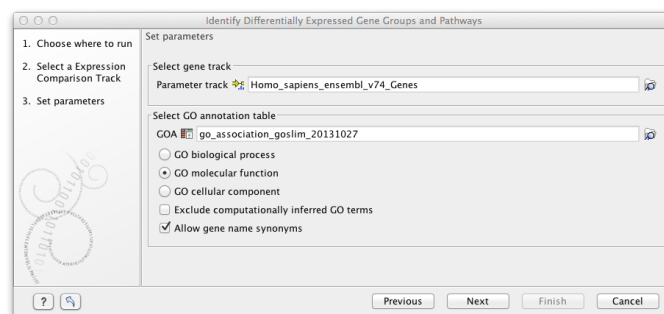 Identify Differentially Expressed Gene Groups and Pathways
1. Choose where to run
2. Select a Expression
Comparison Track
3. Set parameters
Set parameters
Select gene track
Parameter track Homo_sapiens_ensembl_v74_Genes
Select GO annotation table
GOA go_association_goslim_20131027
GO biological process
GO molecular function
GO cellular component
Exclude computationally inferred GO terms
Allow gene name synonyms
? Previous Next Finish Cancel